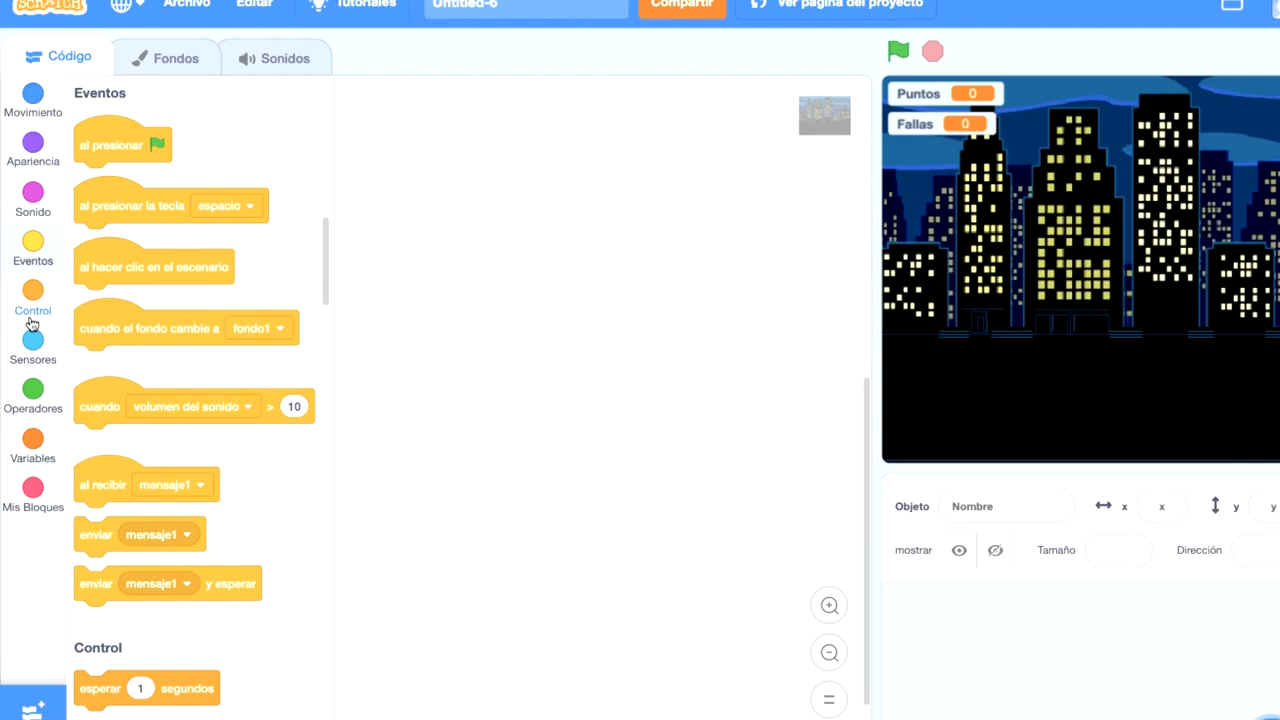 SCRATCH
Archivo
Editar
Tutoriales
Untitled-6
Compartir
Ver página del proyecto
Código
Fondos
Sonidos
Movimiento
Apariencia
Sonido
Eventos
Control
Sensores
Operadores
Variables
Mis Bloques
Eventos
al presionar
al presionar la tecla espacio
al hacer clic en el escenario
cuando el fondo cambie a fondo1
cuando volumen del sonido > 10
al recibir mensaje1
enviar mensaje1
enviar mensaje1 y esperar
Control
esperar 1 segundos
Puntos 0
Fallas 0
Objeto Nombre x x y y
mostrar Tamaño Dirección